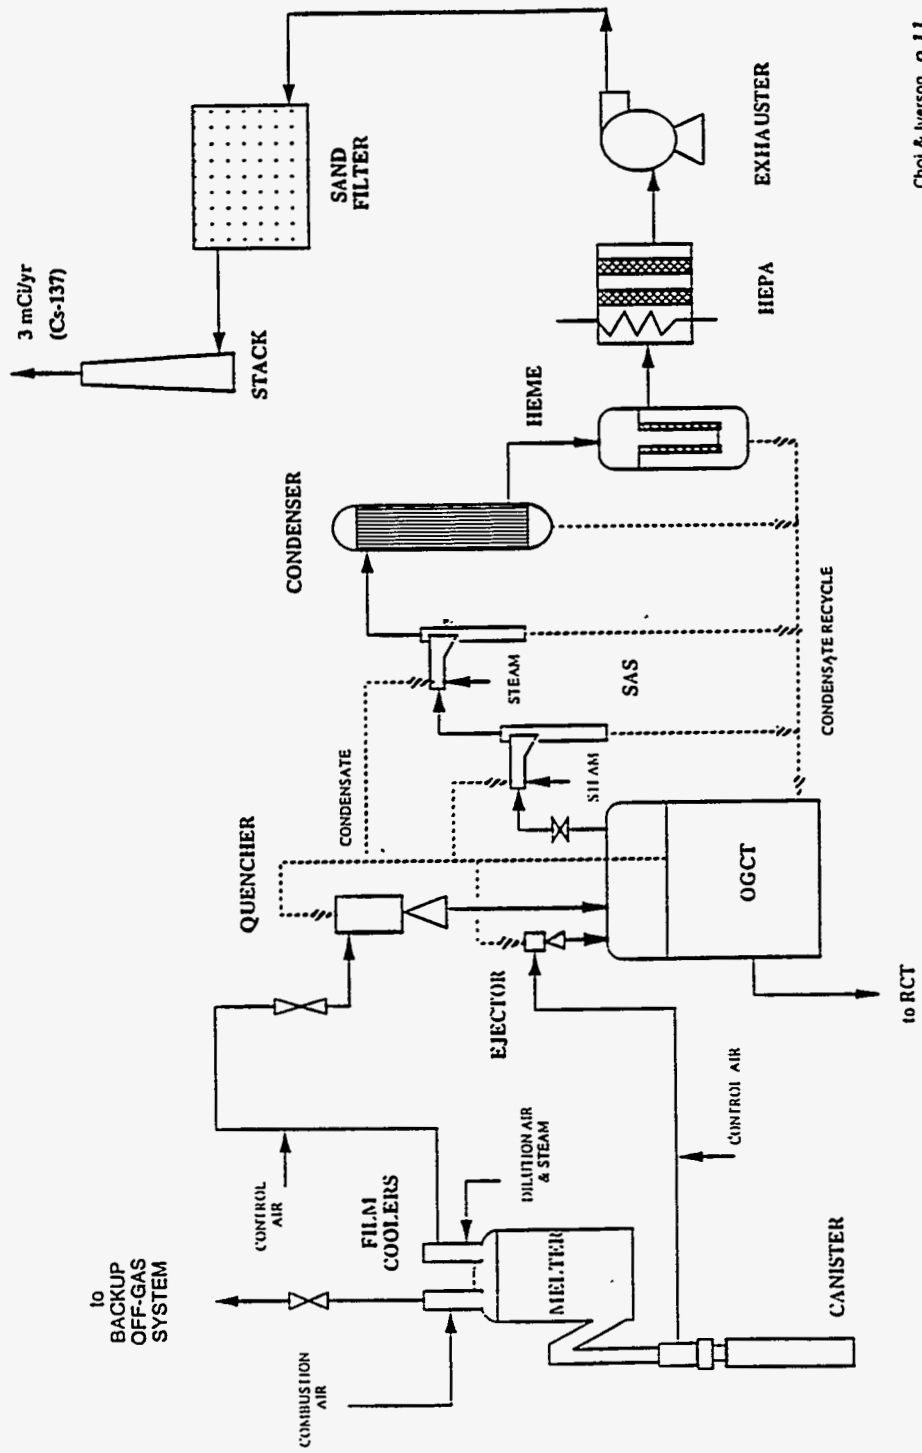 to
BACKUP
OFF-GAS
SYSTEM
COMBUSTION
AIR
CONTROL
AIR
FILM
COOLERS
DILUTION AIR
& STEAM
MELTER
CANISTER
CONTROL AIR
QUENCHER
EJECTOR
CONDENSATE
OGCT
to RCT
STEAM
STEAM
SAS
CONDENSATE RECYCLE
CONDENSER
HEME
HEPA
EXHAUSTER
SAND
FILTER
STACK
3 mCi/yr
(Cs-137)
Choi & Iverson, p. 11